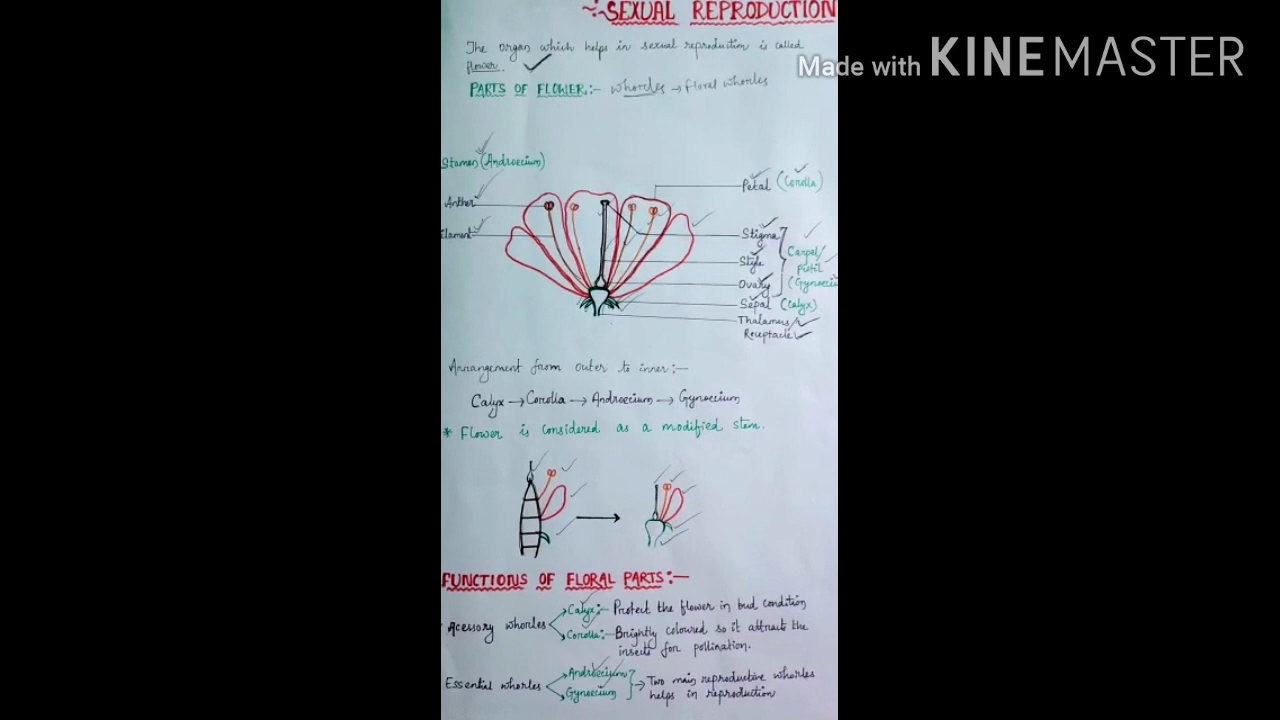 ~:-SEXUAL REPRODUCTION
The organ which helps in sexual reproduction is called
flower.
Made with KINEMASTER
PARTS OF FLOWER:- whorles → floral whorles
Stamen (Androecium)
Anther
ilament
Petal (Corolla)
Stigma
Style
Ovary
Carpel/
pistil
(Gynoeciu
Sepal (Calyx)
Thalamus/
Receptacle
Arrangement from outer to inner:-
Calyx → Corolla → Androecium → Gynoecium
* Flower is considered as a modified stem.
FUNCTIONS OF FLORAL PARTS:-
Acessory whorles
Calyx:- Protect the flower in bud condition
Corolla:- Brightly coloured so it attracts the
insects for pollination.
Essential whorles
Androecium
Gynoecium
→ Two main reproductive whorles
helps in reproduction